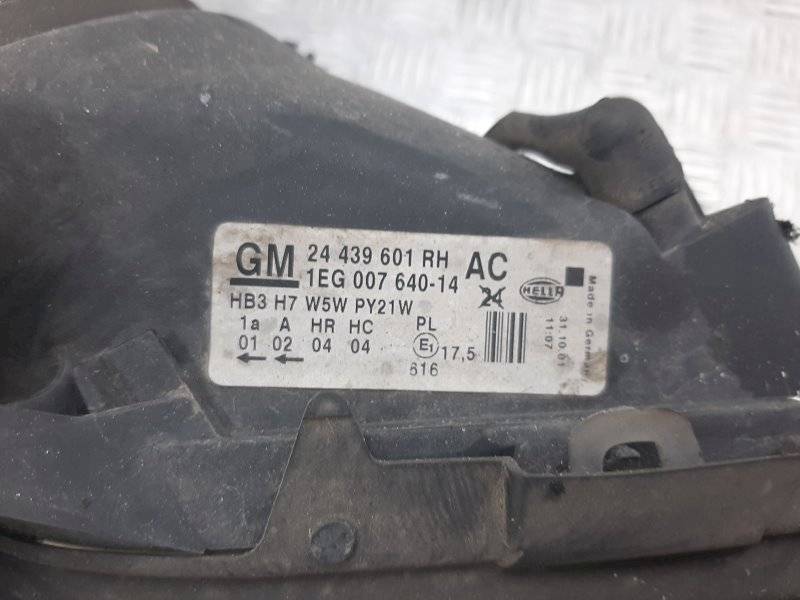 GM 24 439 601 RH AC
1EG 007 640-14
HB3 H7 W5W PY21W
24 HELLA
1a A HR HC PL
01 02 04 04 E1 17,5
616
31.10.01
11:07
Made in Germany